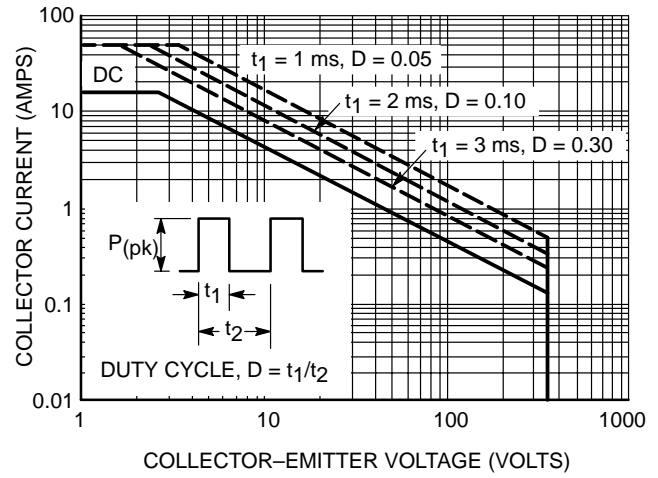 COLLECTOR CURRENT (AMPS)
100
10
1
0.1
0.01
DC
t1 = 1 ms, D = 0.05
t1 = 2 ms, D = 0.10
t1 = 3 ms, D = 0.30
P(pk)
t1
t2
DUTY CYCLE, D = t1/t2
1
10
100
1000
COLLECTOR–EMITTER VOLTAGE (VOLTS)